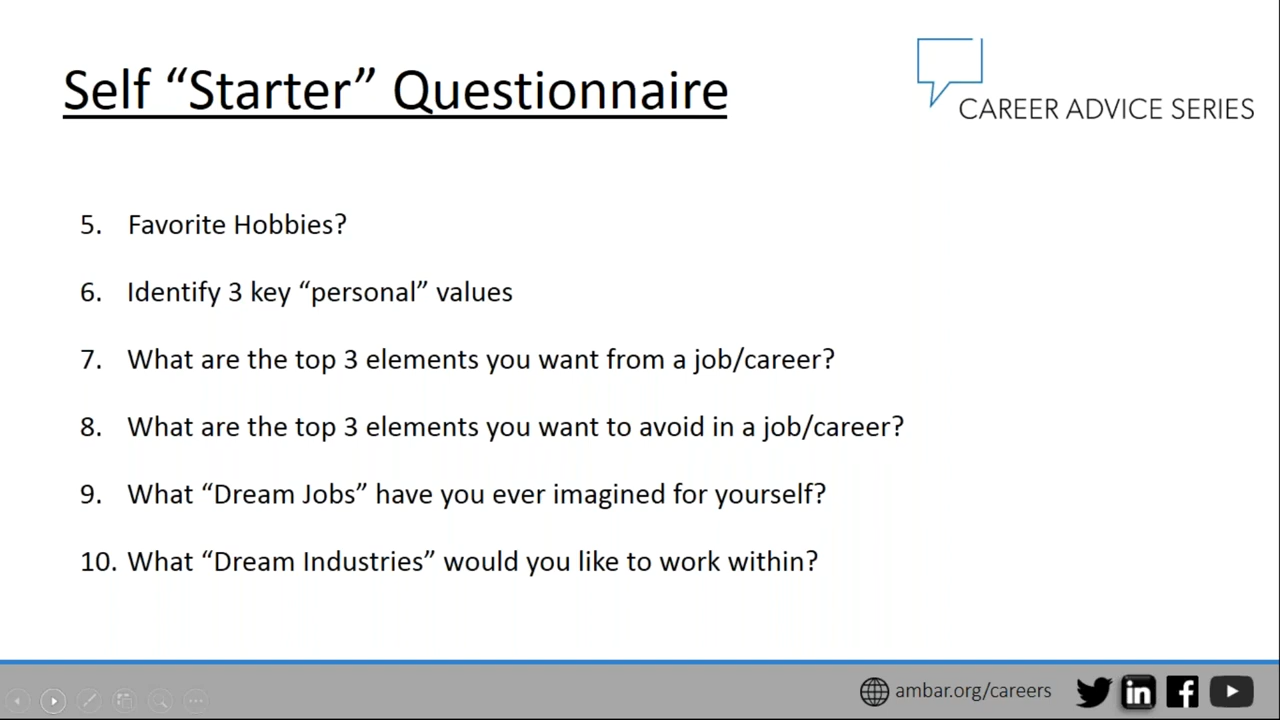 Self “Starter” Questionnaire
CAREER ADVICE SERIES
5. Favorite Hobbies?
6. Identify 3 key “personal” values
7. What are the top 3 elements you want from a job/career?
8. What are the top 3 elements you want to avoid in a job/career?
9. What “Dream Jobs” have you ever imagined for yourself?
10. What “Dream Industries” would you like to work within?
ambar.org/careers